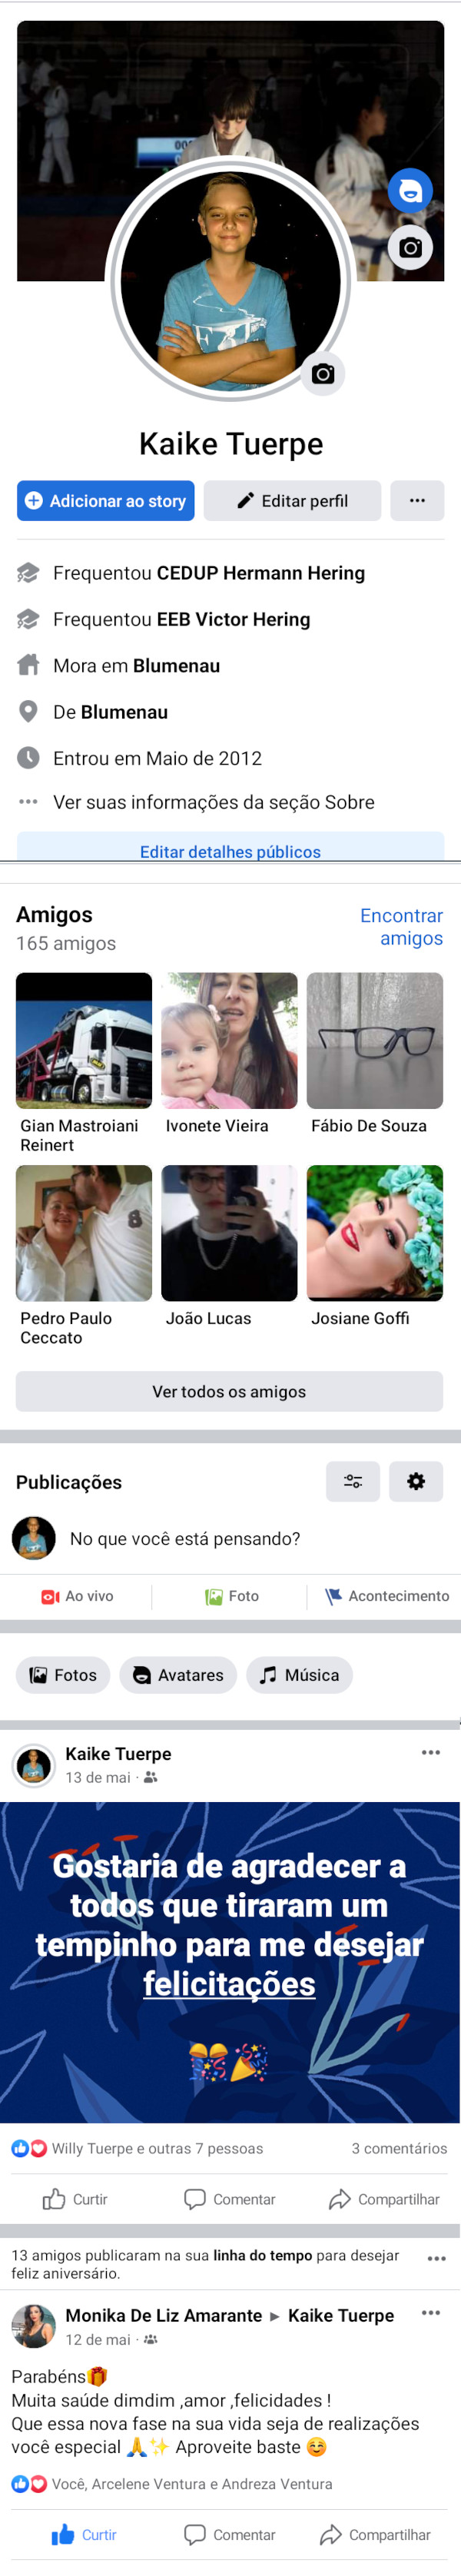 Kaike Tuerpe
Adicionar ao story
Editar perfil
Frequentou CEDUP Hermann Hering
Frequentou EEB Victor Hering
Mora em Blumenau
De Blumenau
Entrou em Maio de 2012
Ver suas informações da seção Sobre
Editar detalhes públicos
Amigos
Encontrar
amigos
165 amigos
Gian Mastroiani
Reinert
Ivonete Vieira
Fábio De Souza
Pedro Paulo
Ceccato
João Lucas
Josiane Goffi
Ver todos os amigos
Publicações
No que você está pensando?
Ao vivo
Foto
Acontecimento
Fotos
Avatares
Música
Kaike Tuerpe
13 de mai ·
Gostaria de agradecer a
todos que tiraram um
tempinho para me desejar
felicitações
🎊🎉
Willy Tuerpe e outras 7 pessoas
3 comentários
Curtir
Comentar
Compartilhar
13 amigos publicaram na sua linha do tempo para desejar
feliz aniversário.
Monika De Liz Amarante ▸ Kaike Tuerpe
12 de mai ·
Parabéns🎁
Muita saúde dimdim ,amor ,felicidades !
Que essa nova fase na sua vida seja de realizações
você especial 🙏✨ Aproveite baste 😊
Você, Arcelene Ventura e Andreza Ventura
Curtir
Comentar
Compartilhar